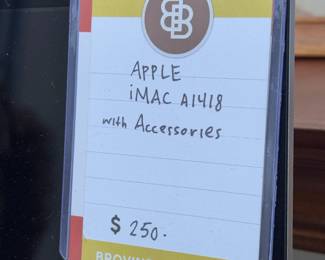 APPLE
iMAC A1418
with Accessories
$ 250.